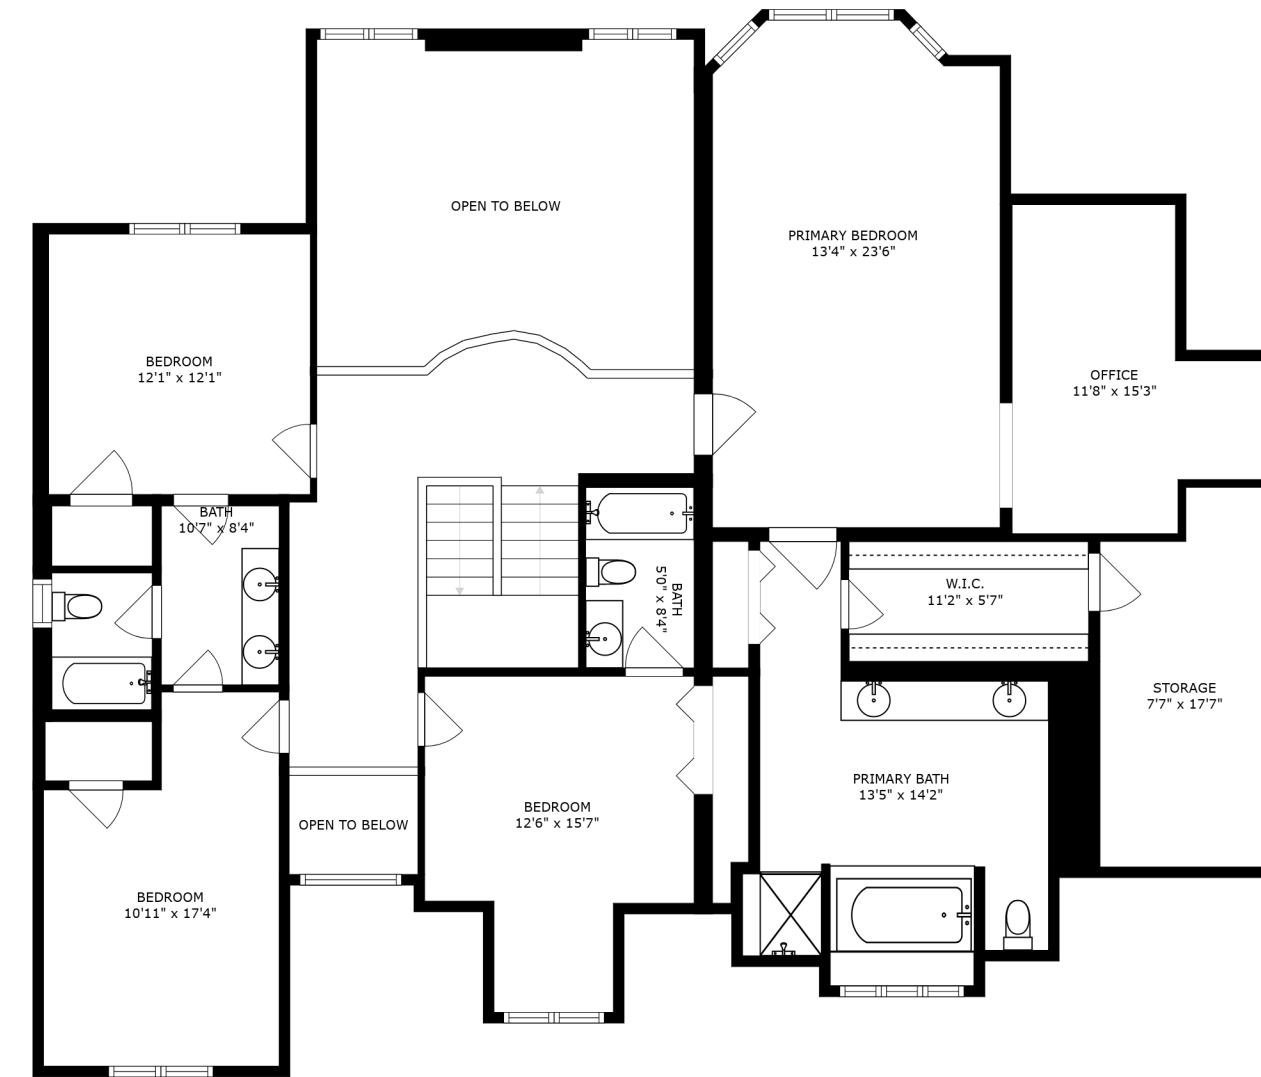 OPEN TO BELOW
PRIMARY BEDROOM
13'4" x 23'6"
BEDROOM
12'1" x 12'1"
OFFICE
11'8" x 15'3"
BATH
10'7" x 8'4"
BATH
5'0" x 8'4"
W.I.C.
11'2" x 5'7"
STORAGE
7'7" x 17'7"
PRIMARY BATH
13'5" x 14'2"
BEDROOM
12'6" x 15'7"
OPEN TO BELOW
BEDROOM
10'11" x 17'4"